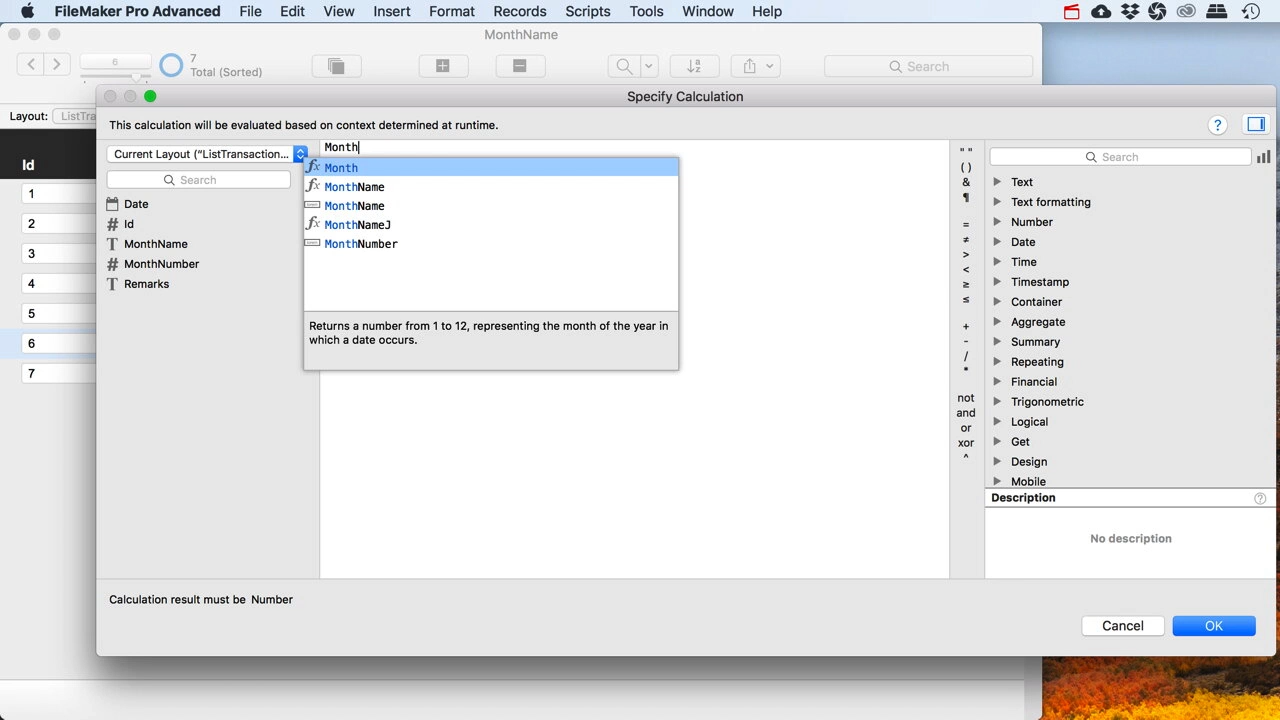 FileMaker Pro Advanced File Edit View Insert Format Records Scripts Tools Window Help
MonthName
6
7
Total (Sorted)
Search
Layout: ListTra
Specify Calculation
This calculation will be evaluated based on context determined at runtime.
?
Current Layout (“ListTransaction...
Search
Date
Id
MonthName
MonthNumber
Remarks
Id
1
2
3
4
5
6
7
Month
fx Month
fx MonthName
MonthName
fx MonthNameJ
MonthNumber
Returns a number from 1 to 12, representing the month of the year in
which a date occurs.
" "
( )
&
¶
=
≠
>
<
≥
≤
+
-
/
*
not
and
or
xor
^
Search
Text
Text formatting
Number
Date
Time
Timestamp
Container
Aggregate
Summary
Repeating
Financial
Trigonometric
Logical
Get
Design
Mobile
Description
?
No description
Calculation result must be Number
Cancel
OK